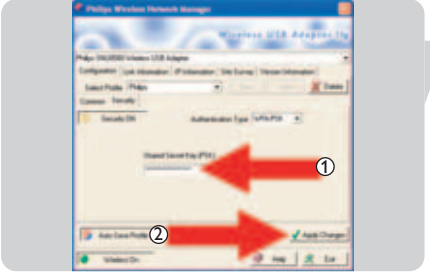 Philips Wireless Network Manager
Wireless USB Adapter 11g
Philips SNU6500 Wireless USB Adapter
Configuration Link Information IP Information Site Survey Version Information
Select Profile Philips Delete
Common Security
Security ON Authentication Type WPA-PSK
Shared Secret Key (PSK)
①
② Auto Save Profile Apply Changes
Wireless On Help Exit